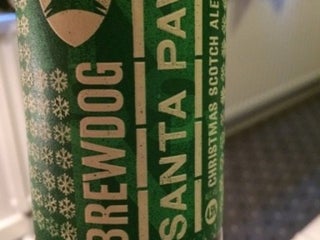 BREWDOG
SANTA PA
CHRISTMAS SCOTCH ALE